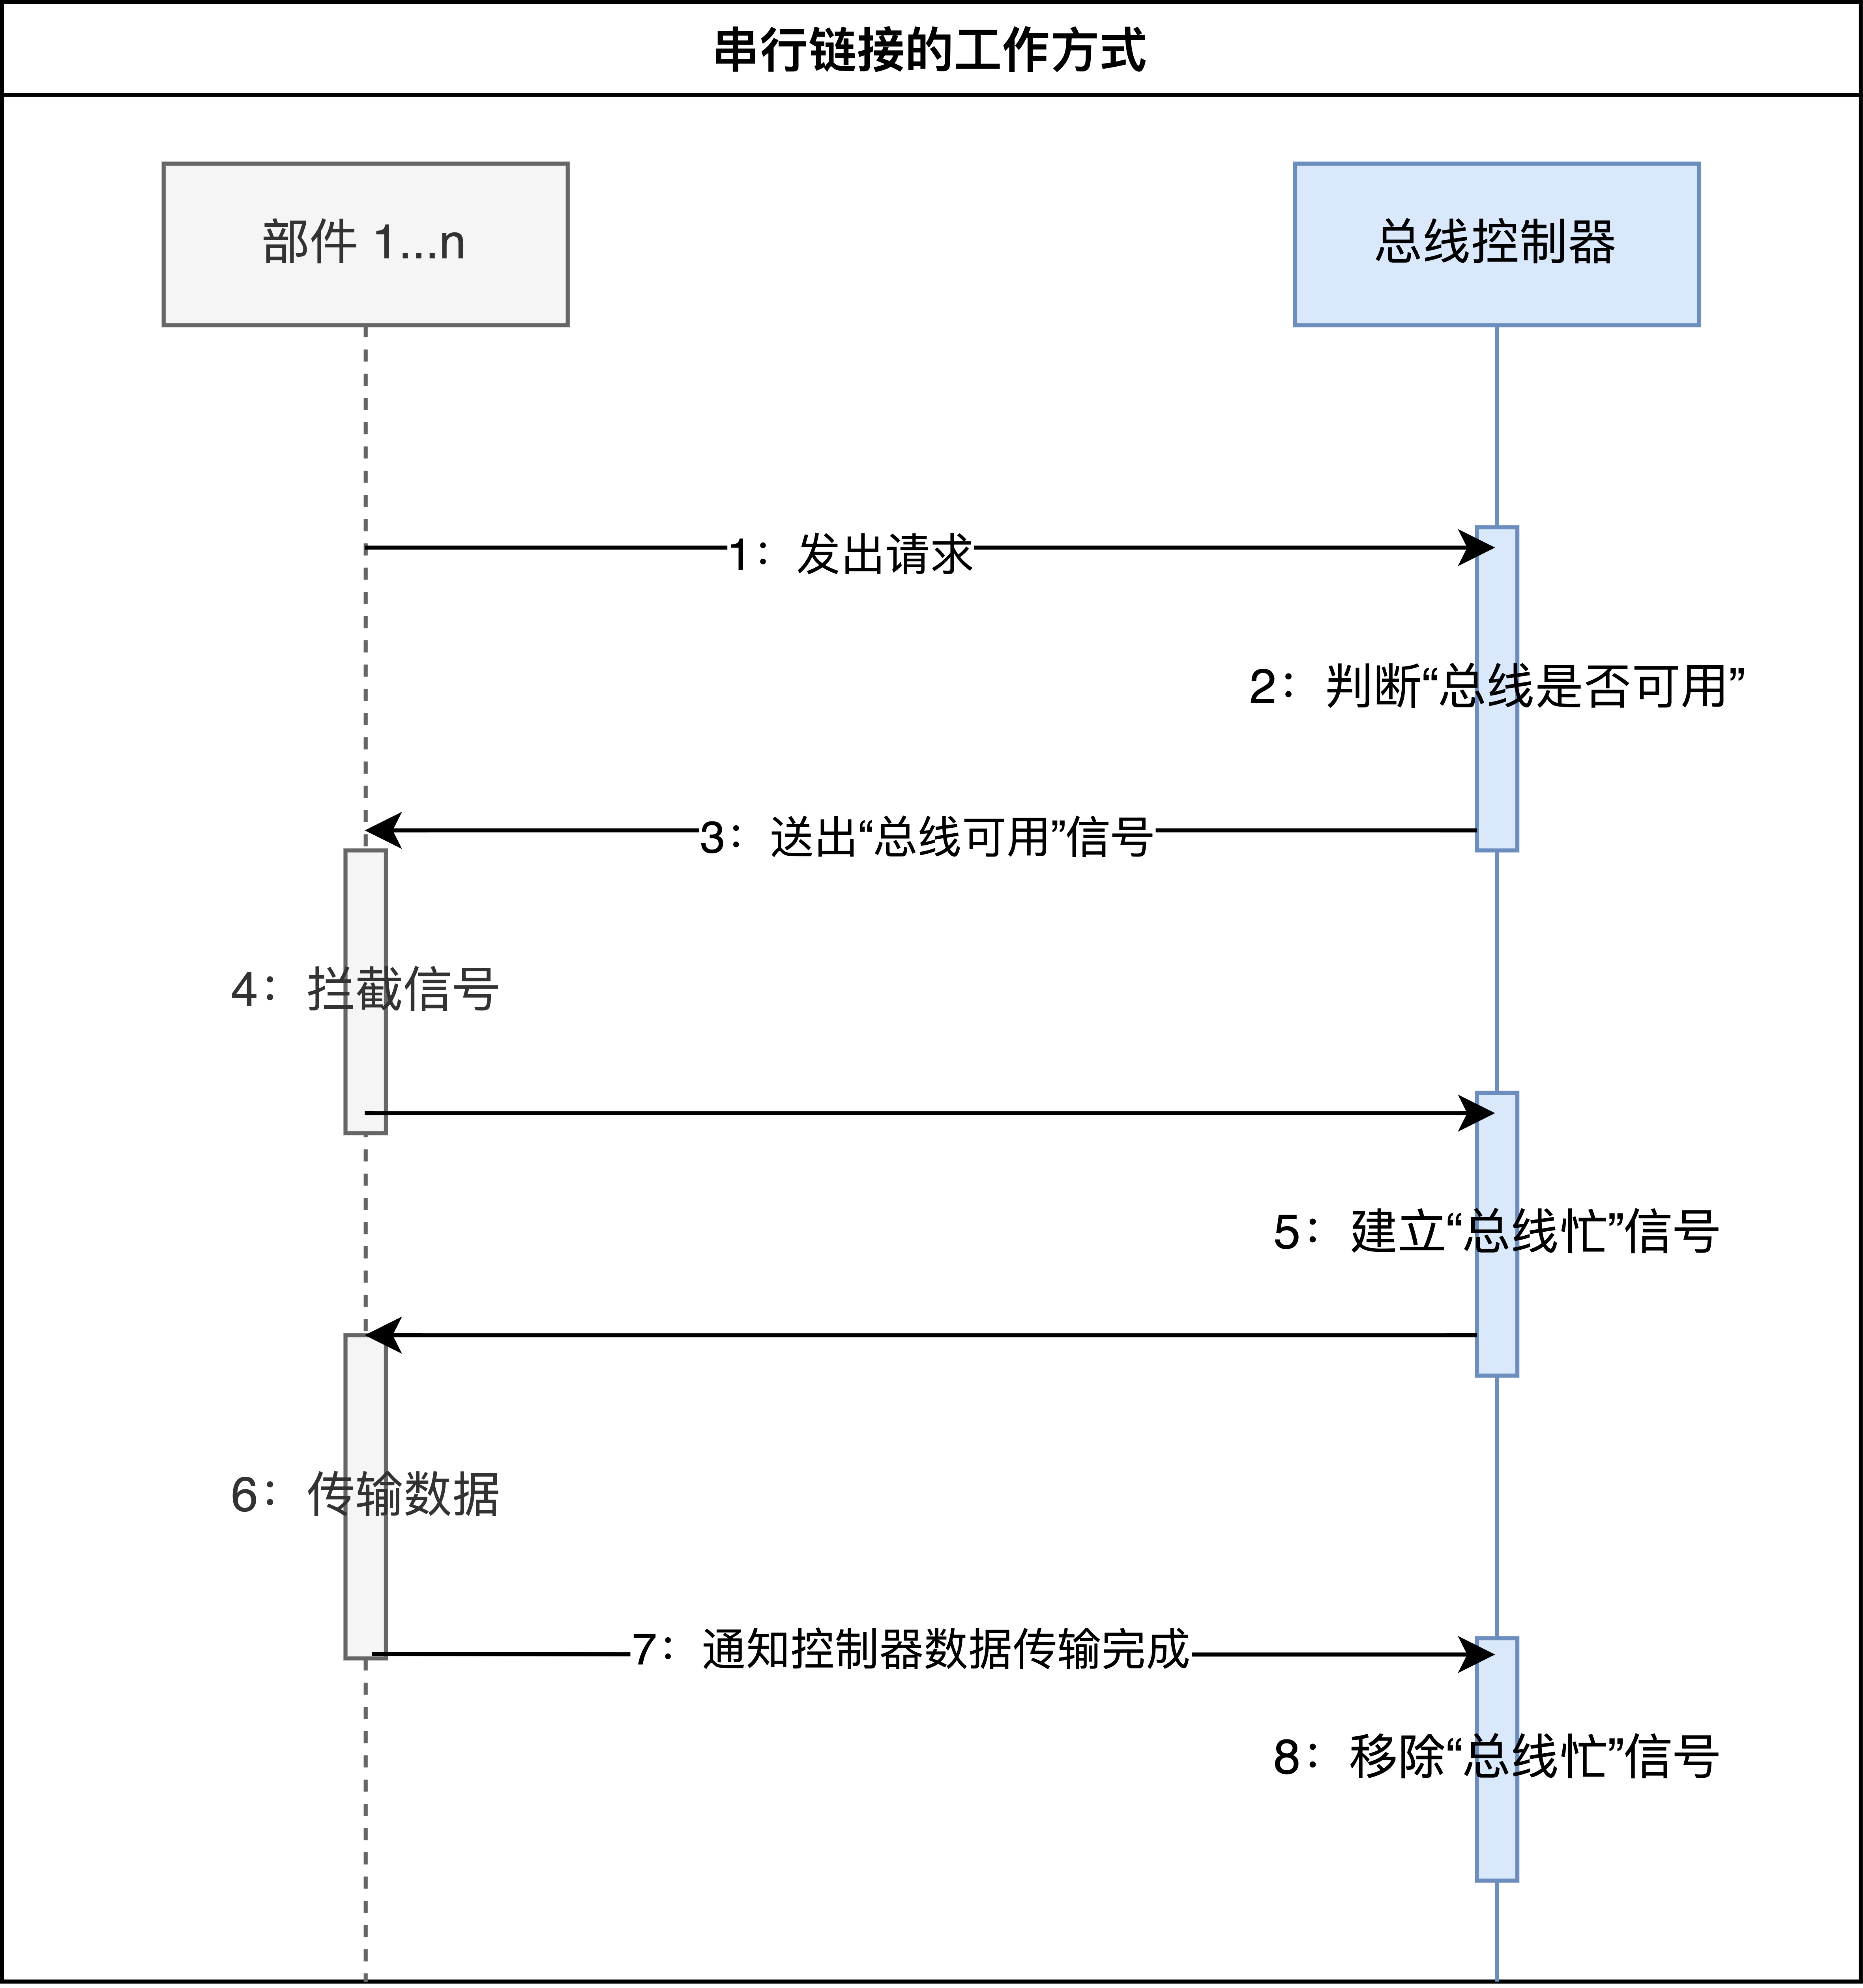 串行链接的工作方式
部件 1...n
总线控制器
1：发出请求
2：判断“总线是否可用”
3：送出“总线可用”信号
4：拦截信号
5：建立“总线忙”信号
6：传输数据
7：通知控制器数据传输完成
8：移除“总线忙”信号